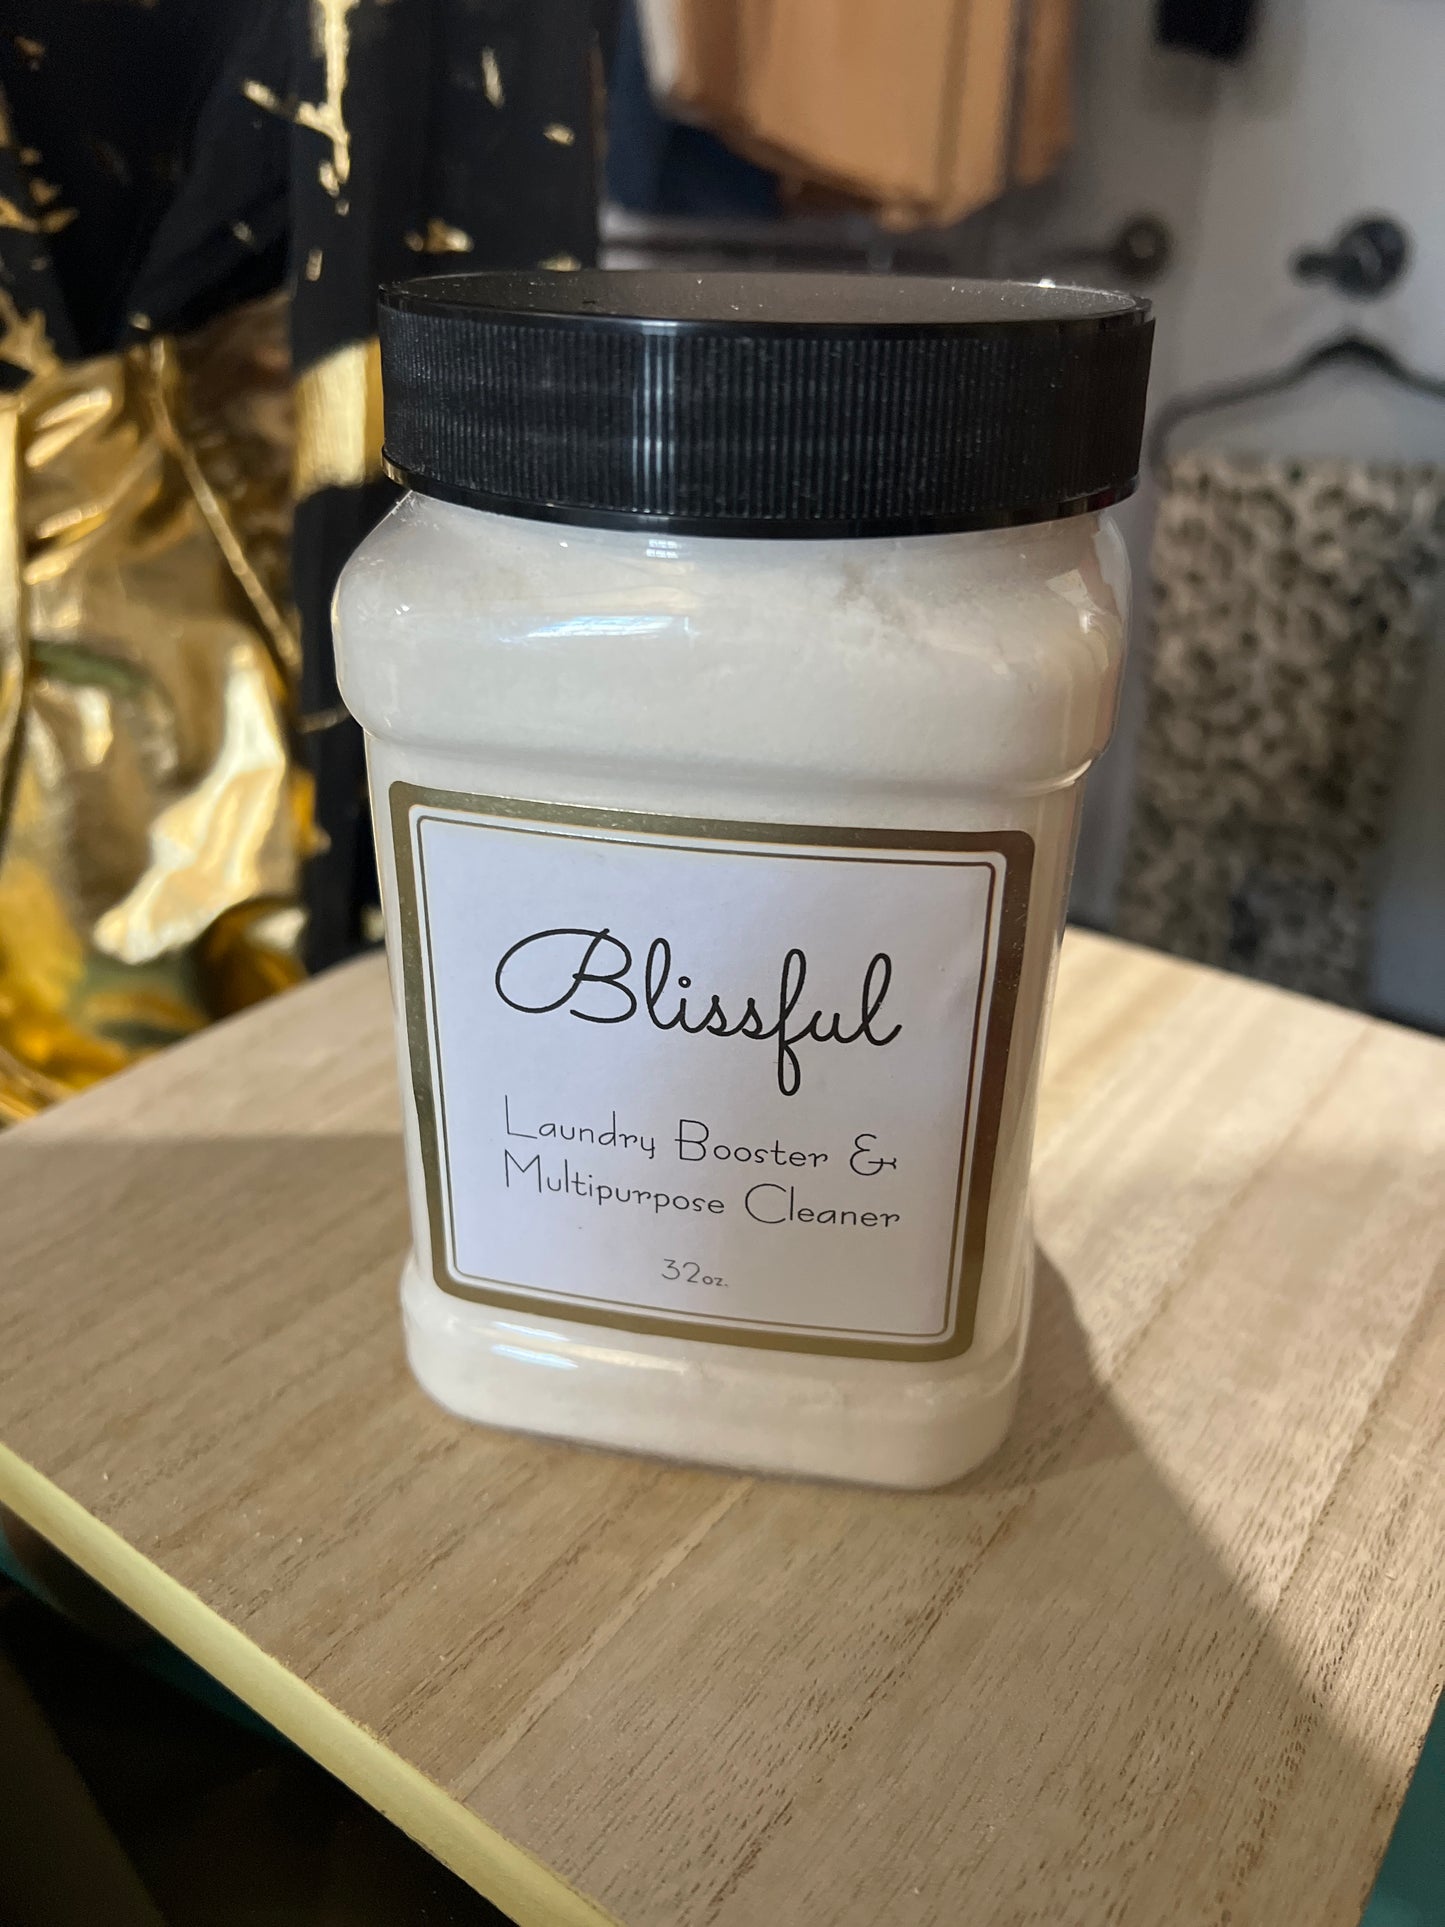 Blissful
Laundry Booster &
Multipurpose Cleaner
32oz.